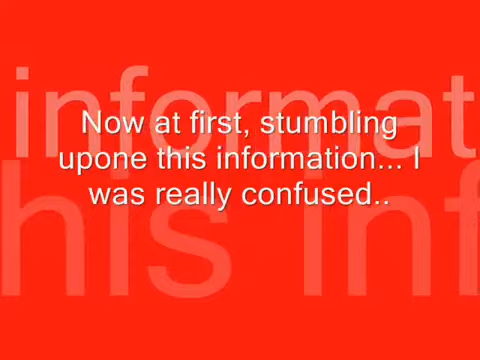 informat
Now at first, stumbling
upone this information... I
was really confused..
his inf